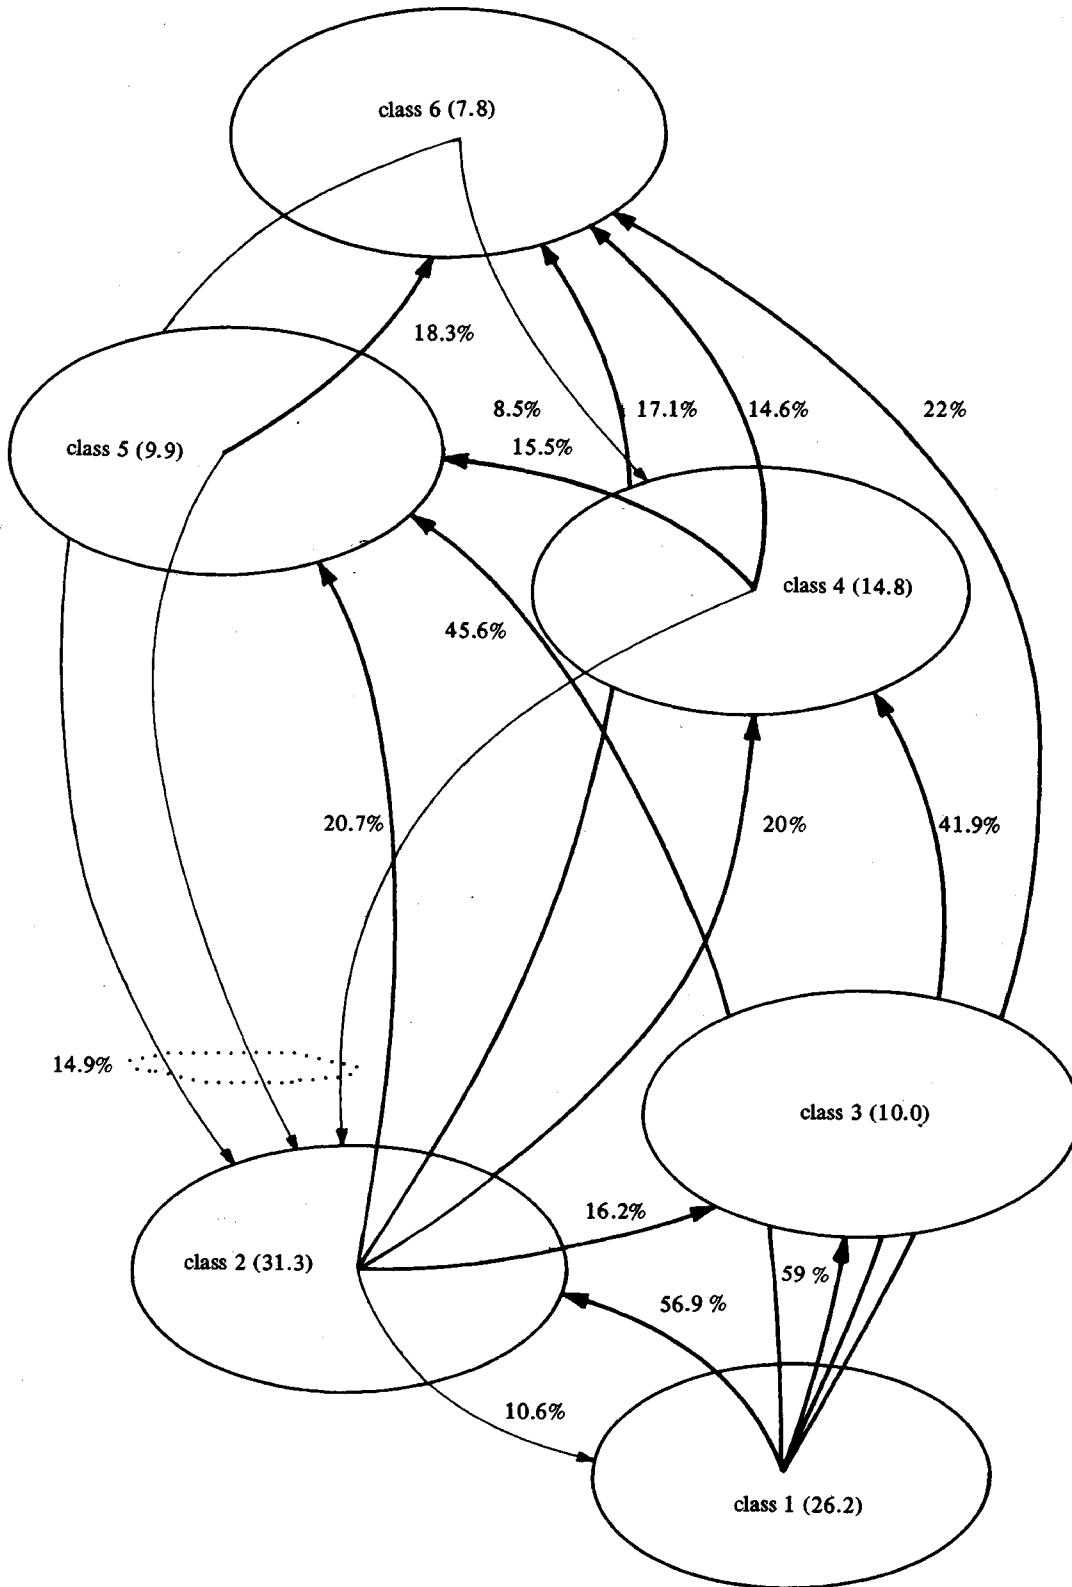 class 6 (7.8)
18.3%
8.5%
17.1%
14.6%
22%
15.5%
class 5 (9.9)
class 4 (14.8)
45.6%
20.7%
20%
41.9%
14.9%
class 3 (10.0)
16.2%
class 2 (31.3)
59 %
56.9 %
10.6%
class 1 (26.2)